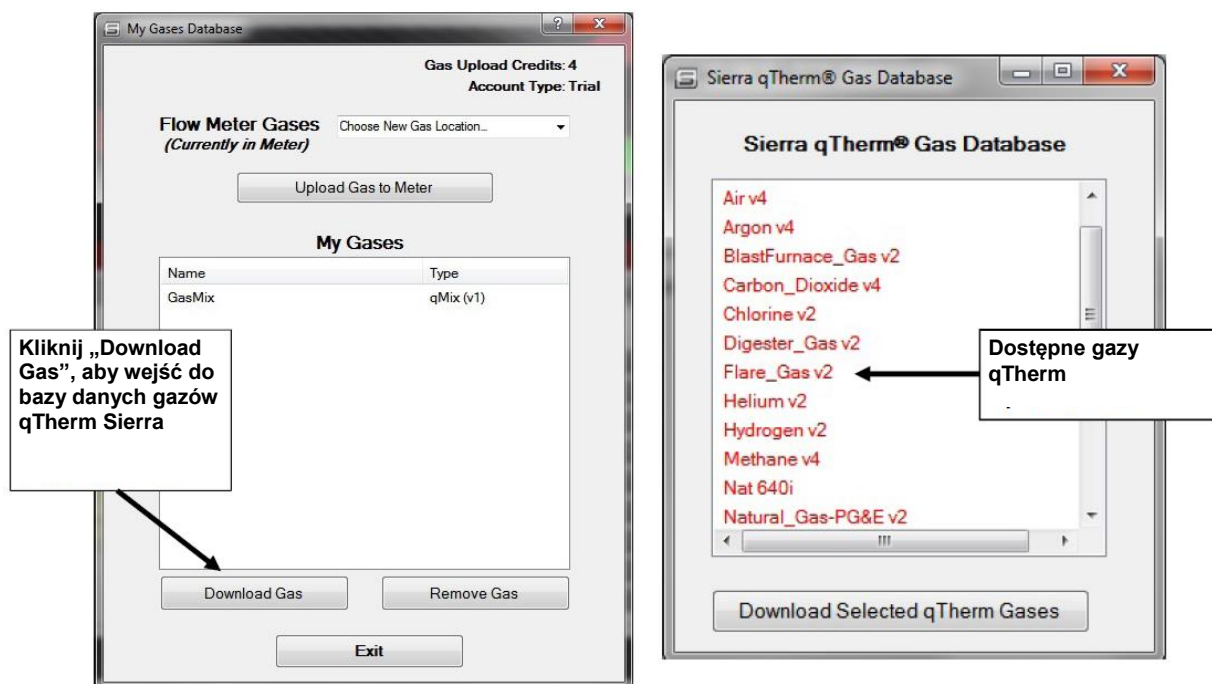 My Gases Database
Gas Upload Credits: 4
Account Type: Trial
Flow Meter Gases
Choose New Gas Location...
(Currently in Meter)
Upload Gas to Meter
My Gases
Name Type
GasMix qMix (v1)
Kliknij „Download
Gas”, aby wejść do
bazy danych gazów
qTherm Sierra
Download Gas Remove Gas
Exit
Sierra qTherm® Gas Database
Sierra qTherm® Gas Database
Air v4
Argon v4
BlastFurnace_Gas v2
Carbon_Dioxide v4
Chlorine v2
Digester_Gas v2
Flare_Gas v2
Helium v2
Hydrogen v2
Methane v4
Nat 640i
Natural_Gas-PG&E v2
Dostępne gazy
qTherm
Download Selected qTherm Gases